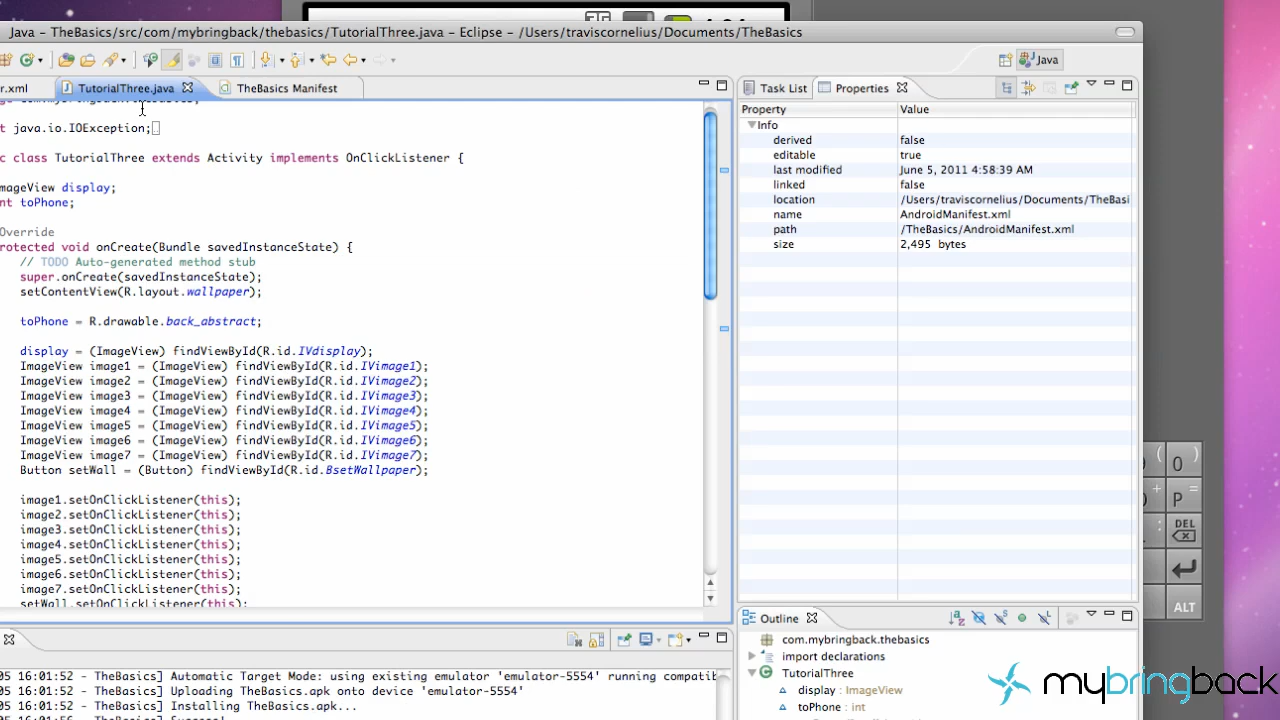 Java - TheBasics/src/com/mybringback/thebasics/TutorialThree.java - Eclipse - /Users/traviscornelius/Documents/TheBasics
Java
r.xml
TutorialThree.java
TheBasics Manifest
t java.io.IOException;
c class TutorialThree extends Activity implements OnClickListener {
mageView display;
nt toPhone;
Override
rotected void onCreate(Bundle savedInstanceState) {
// TODO Auto-generated method stub
super.onCreate(savedInstanceState);
setContentView(R.layout.wallpaper);
toPhone = R.drawable.back_abstract;
display = (ImageView) findViewById(R.id.IVdisplay);
ImageView image1 = (ImageView) findViewById(R.id.IVimage1);
ImageView image2 = (ImageView) findViewById(R.id.IVimage2);
ImageView image3 = (ImageView) findViewById(R.id.IVimage3);
ImageView image4 = (ImageView) findViewById(R.id.IVimage4);
ImageView image5 = (ImageView) findViewById(R.id.IVimage5);
ImageView image6 = (ImageView) findViewById(R.id.IVimage6);
ImageView image7 = (ImageView) findViewById(R.id.IVimage7);
Button setWall = (Button) findViewById(R.id.BsetWallpaper);
image1.setOnClickListener(this);
image2.setOnClickListener(this);
image3.setOnClickListener(this);
image4.setOnClickListener(this);
image5.setOnClickListener(this);
image6.setOnClickListener(this);
image7.setOnClickListener(this);
setWall.setOnClickListener(this);
Task List
Properties
Property Value
Info
derived false
editable true
last modified June 5, 2011 4:58:39 AM
linked false
location /Users/traviscornelius/Documents/TheBasi
name AndroidManifest.xml
path /TheBasics/AndroidManifest.xml
size 2,495 bytes
( 0
+ P =
: DEL
ALT
Outline
com.mybringback.thebasics
import declarations
TutorialThree
display : ImageView
toPhone : int
05 16:01:52 - TheBasics] Automatic Target Mode: using existing emulator 'emulator-5554' running compatib
05 16:01:52 - TheBasics] Uploading TheBasics.apk onto device 'emulator-5554'
05 16:01:52 - TheBasics] Installing TheBasics.apk...
mybringback